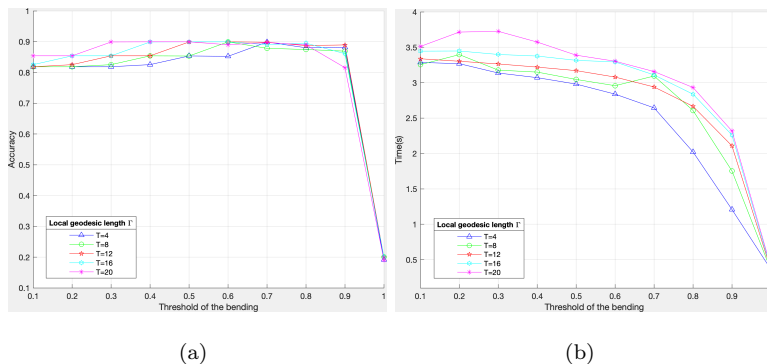 1
0.9
0.8
0.7
0.6
0.5
0.4
0.3
0.2
0.1
Accuracy
Local geodesic length Γ
T=4
T=8
T=12
T=16
T=20
0.1 0.2 0.3 0.4 0.5 0.6 0.7 0.8 0.9 1
Threshold of the bending
(a)
4
3.5
3
2.5
2
1.5
1
0.5
Time(s)
Local geodesic length Γ
T=4
T=8
T=12
T=16
T=20
0.1 0.2 0.3 0.4 0.5 0.6 0.7 0.8 0.9
Threshold of the bending
(b)